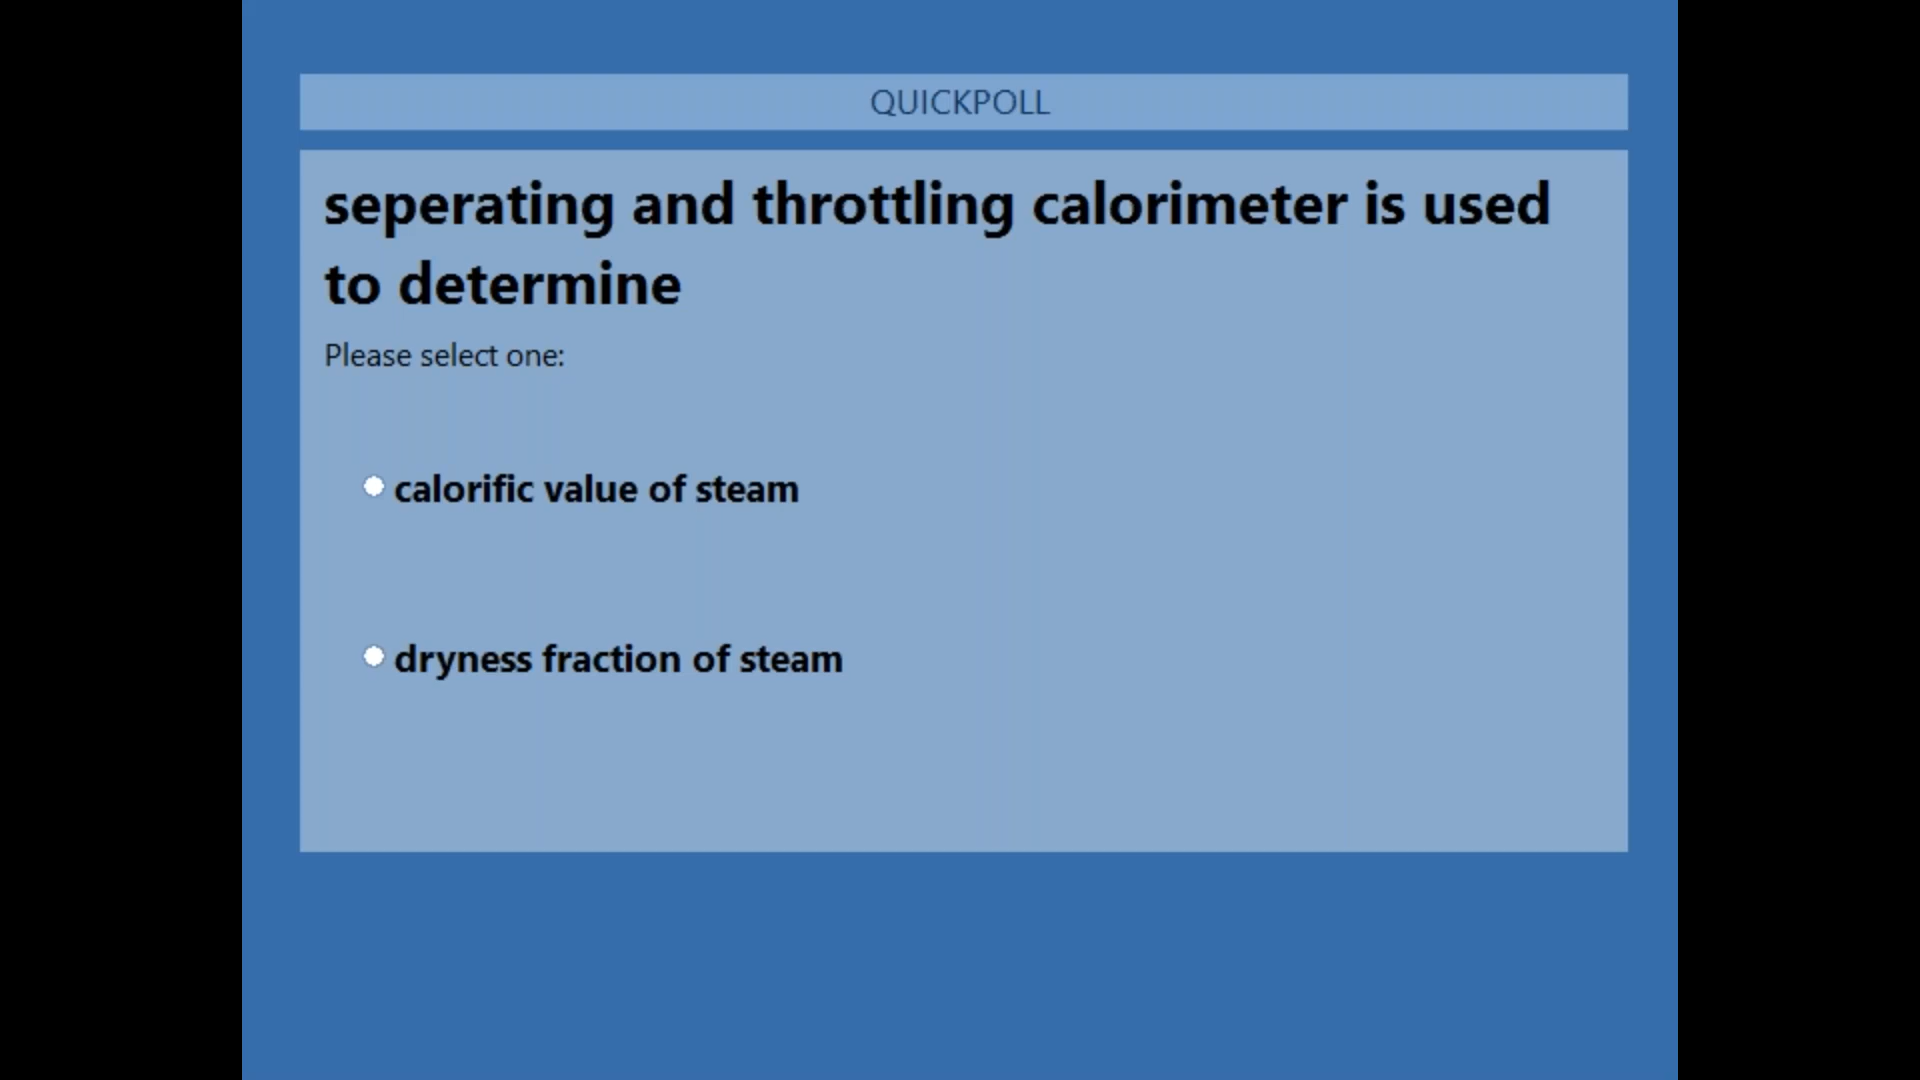 QUICKPOLL
seperating and throttling calorimeter is used
to determine
Please select one:
calorific value of steam
dryness fraction of steam